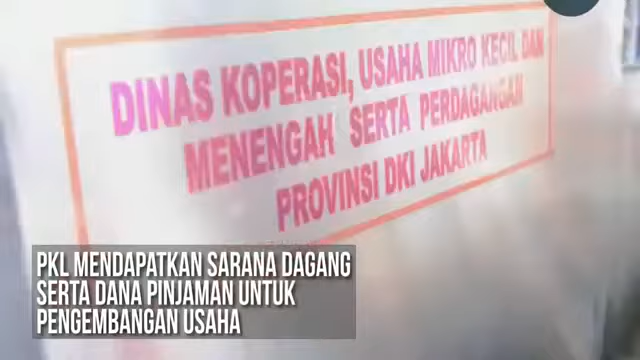 DINAS KOPERASI, USAHA MIKRO KECIL DAN
MENENGAH SERTA PERDAGANGAN
PROVINSI DKI JAKARTA
PKL MENDAPATKAN SARANA DAGANG
SERTA DANA PINJAMAN UNTUK
PENGEMBANGAN USAHA